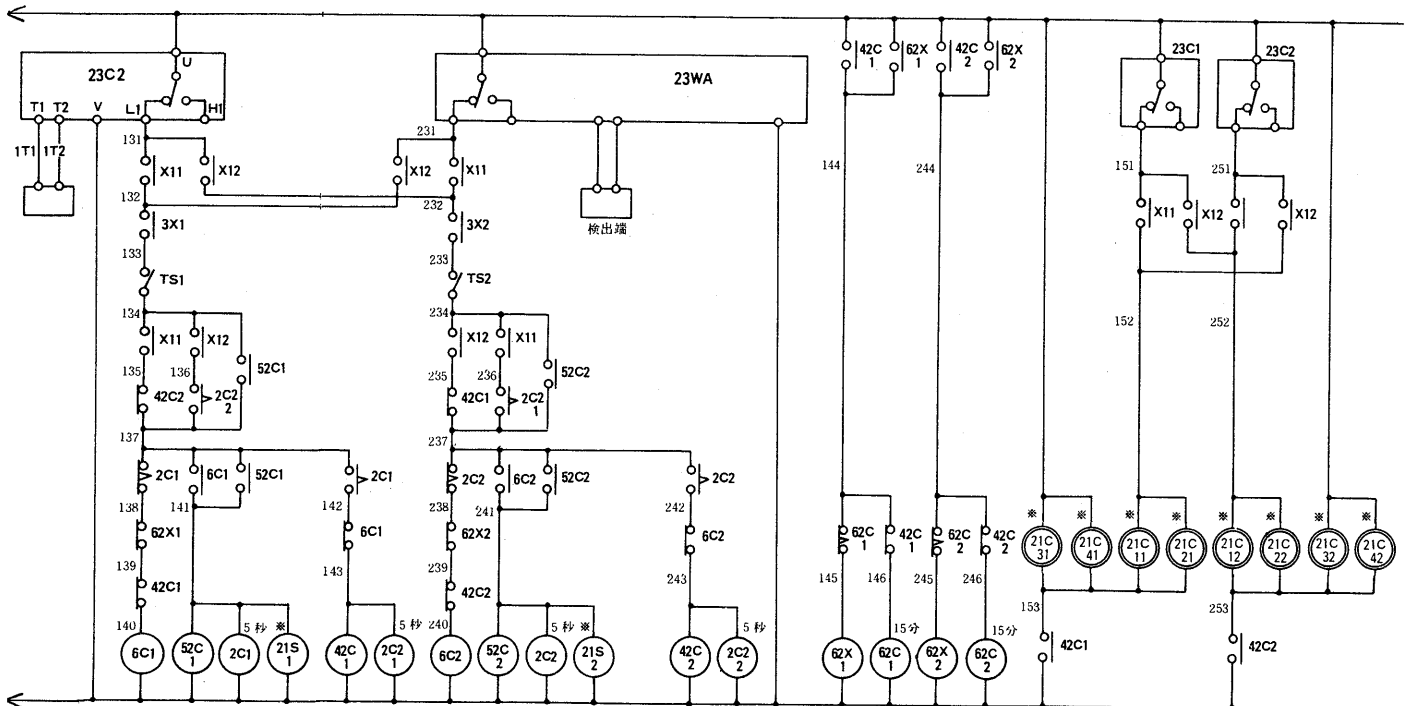 42C 1
62X 1
42C 2
62X 2
23C1
23C2
23C2
U
23WA
T1
T2
V
L1
H1
131
231
1T1
1T2
X11
X12
X12
X11
144
244
151
251
132
232
3X1
3X2
検出端
X11
X12
X12
133
233
TS1
TS2
134
234
152
252
X11
X12
52C1
X12
X11
52C2
135
136
235
236
42C2
2C2 2
42C1
2C2 1
137
237
2C1
6C1
52C1
2C1
2C2
6C2
52C2
2C2
138
141
142
238
241
242
※
※
※
※
※
※
※
62X1
6C1
62X2
6C2
62C 1
42C 1
62C 2
42C 2
21C 31
21C 41
21C 11
21C 21
21C 12
21C 22
21C 32
21C 42
139
143
239
243
145
146
245
246
42C1
42C2
153
253
140
5秒
※
5秒
240
5秒
※
5秒
15分
15分
6C1
52C 1
2C1
21S 1
42C 1
2C2 1
6C2
52C 2
2C2
21S 2
42C 2
2C2 2
62X 1
62C 1
62X 2
62C 2
42C1
42C2